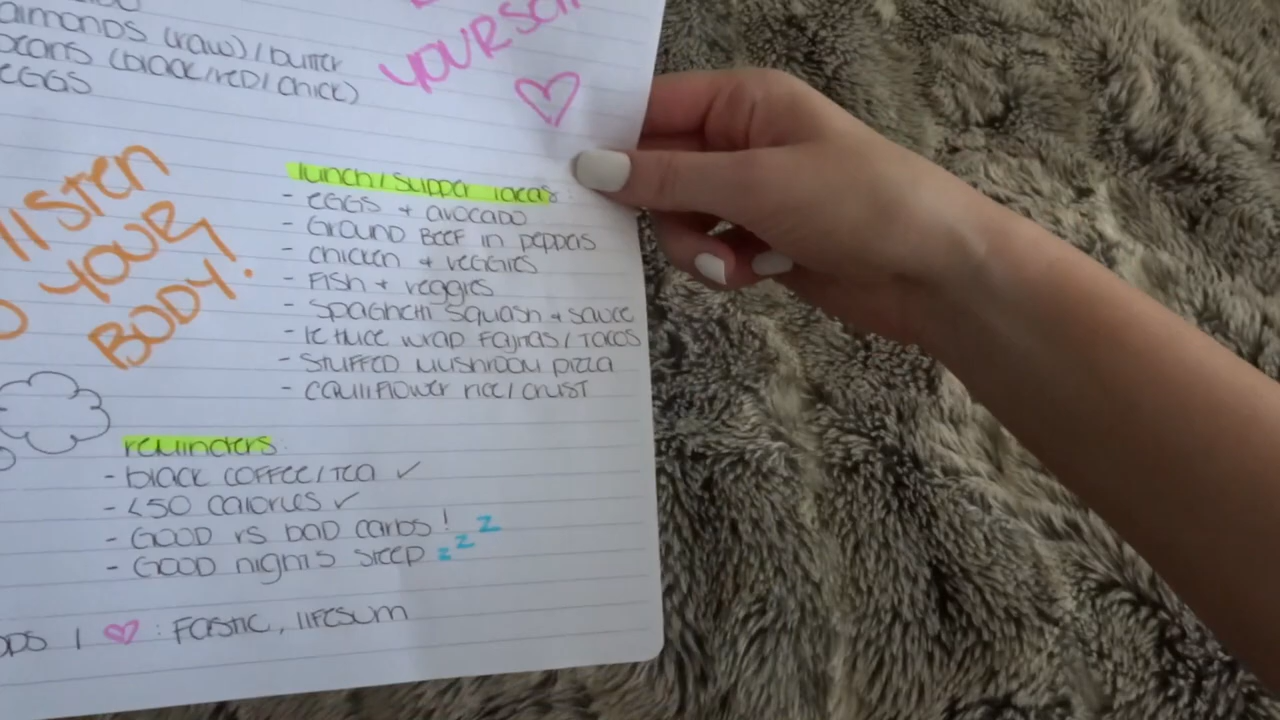 almonds (raw)/butter
beans (black/red/chick)
EGGS
YOURSELF
LISTEN
YOUR
BODY!
lunch/supper ideas
- EGGS + avocado
- Ground BEEF in peppers
- chicken + veggies
- Fish + veggies
- spaghetti squash + sauce
- lettuce wrap Fajitas/Tacos
- STUFFED mushroom pizza
- cauliflower rice/crust
reminders:
- black coffee/tea ✓
- <50 calories ✓
- GOOD vs bad carbs!
- GOOD nights sleep z z z
♡ : Fastic, lifesum